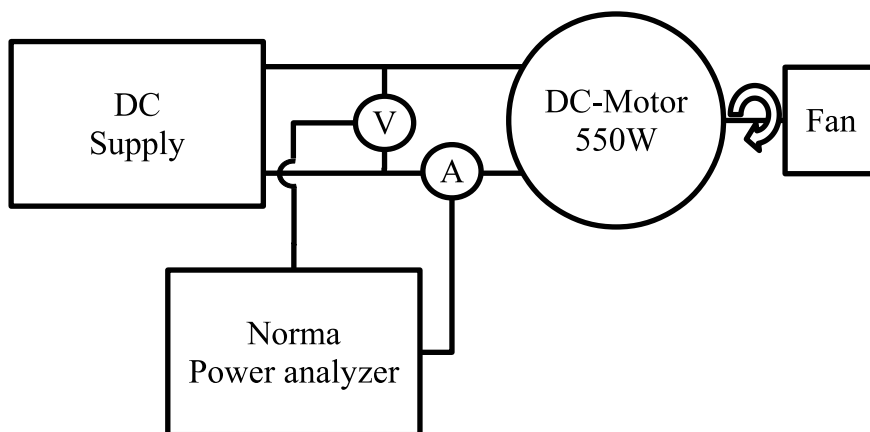 DC
Supply
V
A
DC-Motor
550W
Fan
Norma
Power analyzer